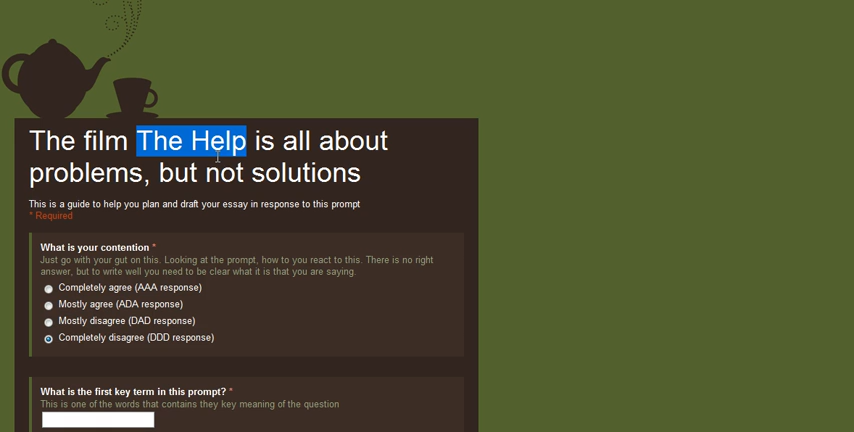 The film The Help is all about
problems, but not solutions
This is a guide to help you plan and draft your essay in response to this prompt
* Required
What is your contention *
Just go with your gut on this. Looking at the prompt, how to you react to this. There is no right
answer, but to write well you need to be clear what it is that you are saying.
Completely agree (AAA response)
Mostly agree (ADA response)
Mostly disagree (DAD response)
Completely disagree (DDD response)
What is the first key term in this prompt? *
This is one of the words that contains they key meaning of the question